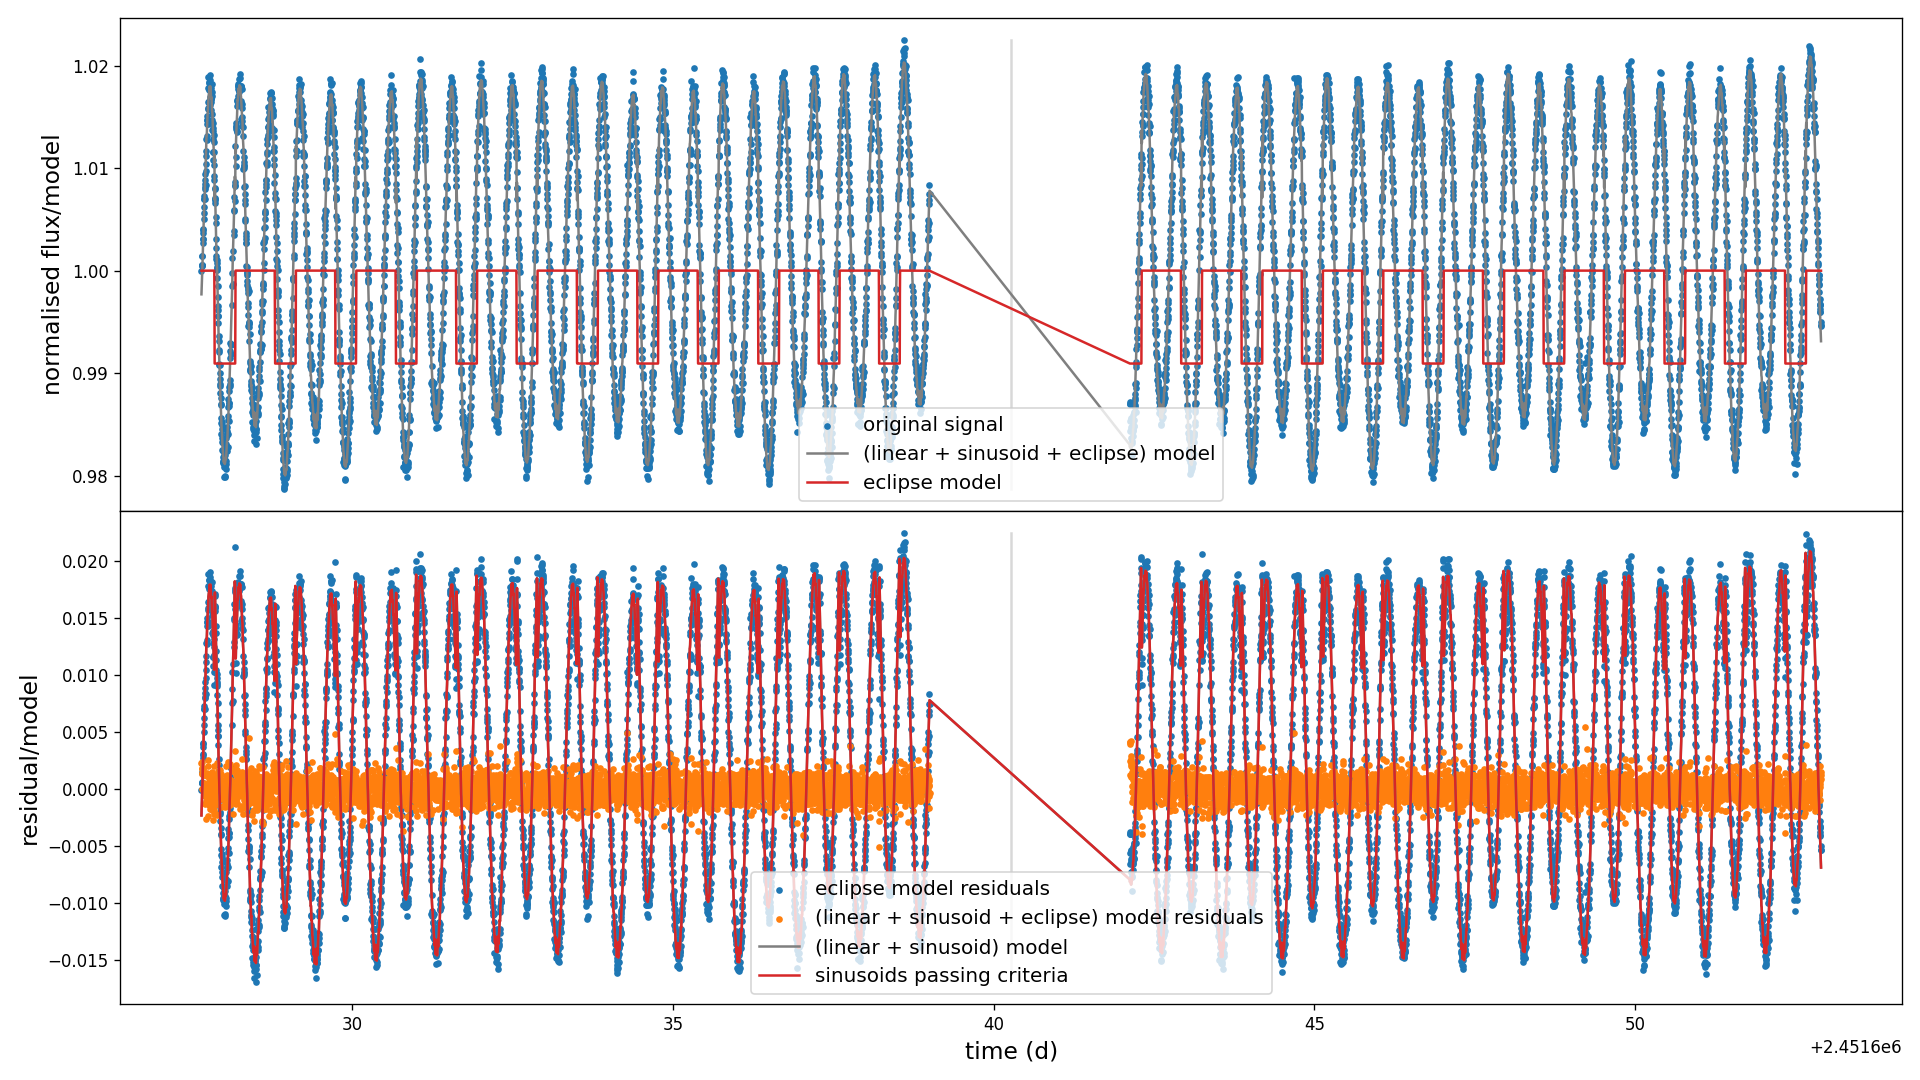 normalised flux/model
1.02
1.01
1.00
0.99
0.98
original signal
(linear + sinusoid + eclipse) model
eclipse model
residual/model
0.020
0.015
0.010
0.005
0.000
−0.005
−0.010
−0.015
eclipse model residuals
(linear + sinusoid + eclipse) model residuals
(linear + sinusoid) model
sinusoids passing criteria
30 35 40 45 50
time (d)
+2.4516e6